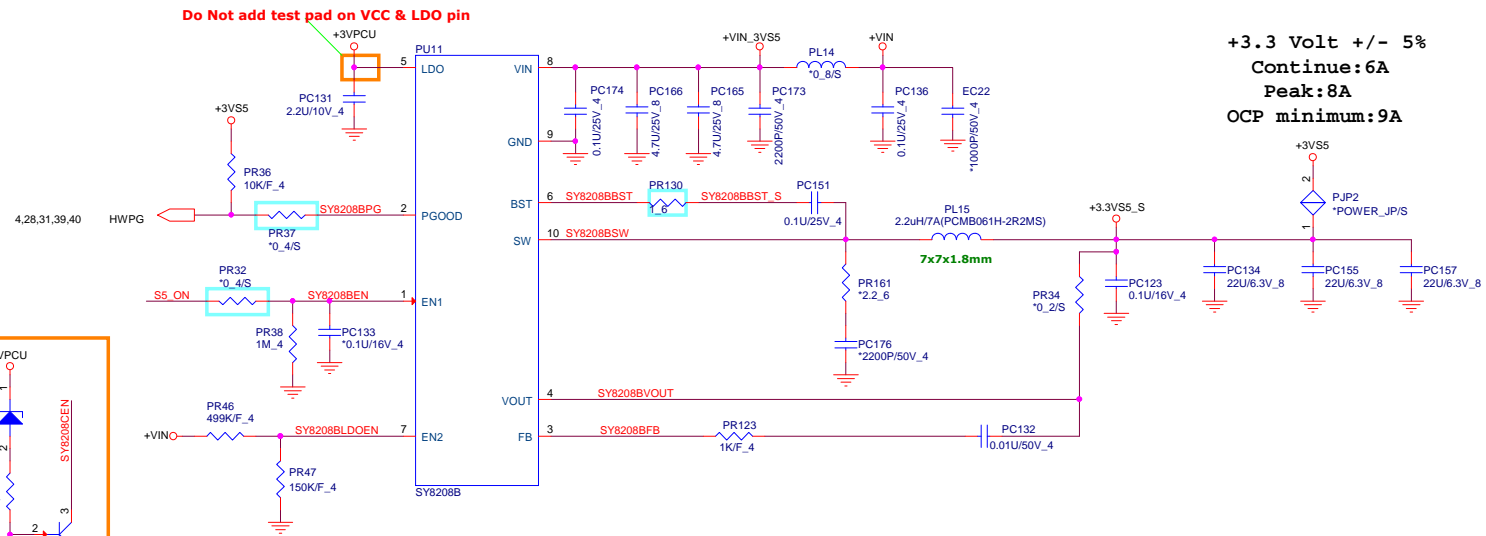 Do Not add test pad on VCC & LDO pin
+3VPCU
PU11
5
LDO
PC131
2.2U/10V_4
+3VS5
PR36
10K/F_4
4,28,31,39,40
HWPG
SY8208BPG
2
PGOOD
PR37
*0_4/S
PR32
*0_4/S
S5_ON
SY8208BEN
1
EN1
PR38
1M_4
PC133
*0.1U/16V_4
PR46
499K/F_4
+VIN
SY8208BLDOEN
7
EN2
PR47
150K/F_4
SY8208B
VIN
8
+VIN_3VS5
PL14
*0_8/S
+VIN
PC174
0.1U/25V_4
PC166
4.7U/25V_8
PC165
4.7U/25V_8
PC173
2200P/50V_4
PC136
0.1U/25V_4
EC22
*1000P/50V_4
GND
9
BST
6
SY8208BBST
PR130
1_6
SY8208BBST_S
PC151
0.1U/25V_4
SW
10
SY8208BSW
PL15
2.2uH/7A(PCMB061H-2R2MS)
7x7x1.8mm
PR161
*2.2_6
PC176
*2200P/50V_4
+3.3VS5_S
PR34
*0_2/S
PC123
0.1U/16V_4
PC134
22U/6.3V_8
PC155
22U/6.3V_8
PC157
22U/6.3V_8
VOUT
4
SY8208BVOUT
FB
3
SY8208BFB
PR123
1K/F_4
PC132
0.01U/50V_4
+3.3 Volt +/- 5%
Continue:6A
Peak:8A
OCP minimum:9A
+3VS5
2
PJP2
*POWER_JP/S
1
VPCU
1
2
SY8208CEN
3
2